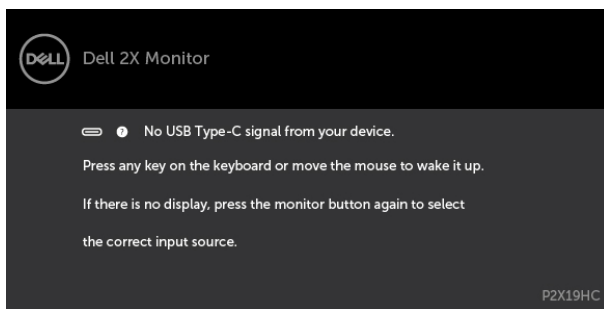 DELL
Dell 2X Monitor
No USB Type-C signal from your device.
Press any key on the keyboard or move the mouse to wake it up.
If there is no display, press the monitor button again to select
the correct input source.
P2X19HC